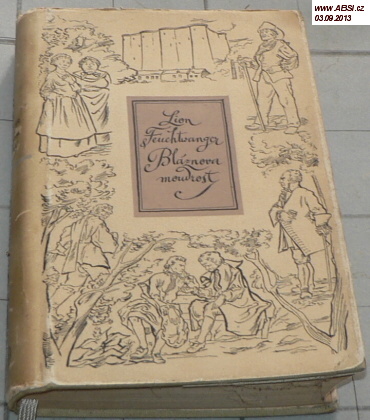 www.ABSi.cz
03.09.2013
Lion
Feuchtwanger
Bláznova
moudrost